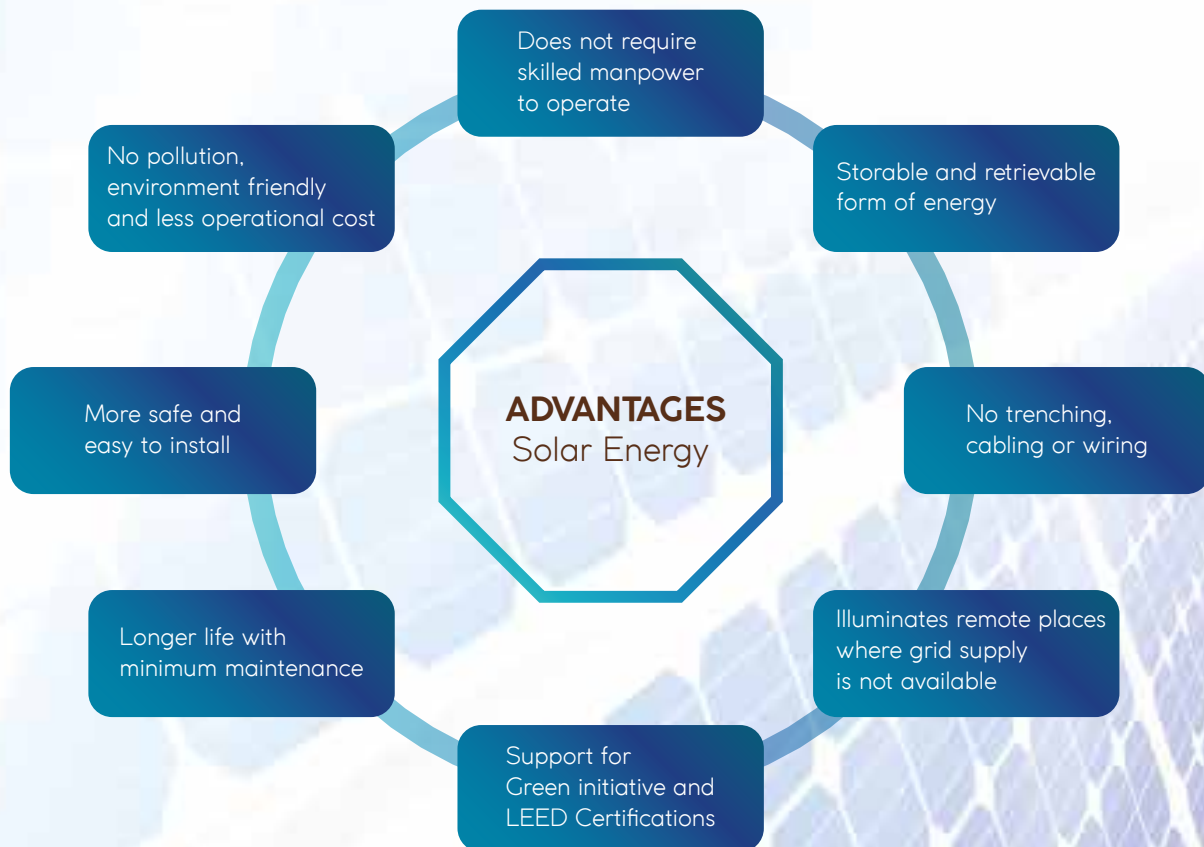 Does not require
skilled manpower
to operate
No pollution,
environment friendly
and less operational cost
Storable and retrievable
form of energy
More safe and
easy to install
ADVANTAGES
Solar Energy
No trenching,
cabling or wiring
Longer life with
minimum maintenance
Illuminates remote places
where grid supply
is not available
Support for
Green initiative and
LEED Certifications